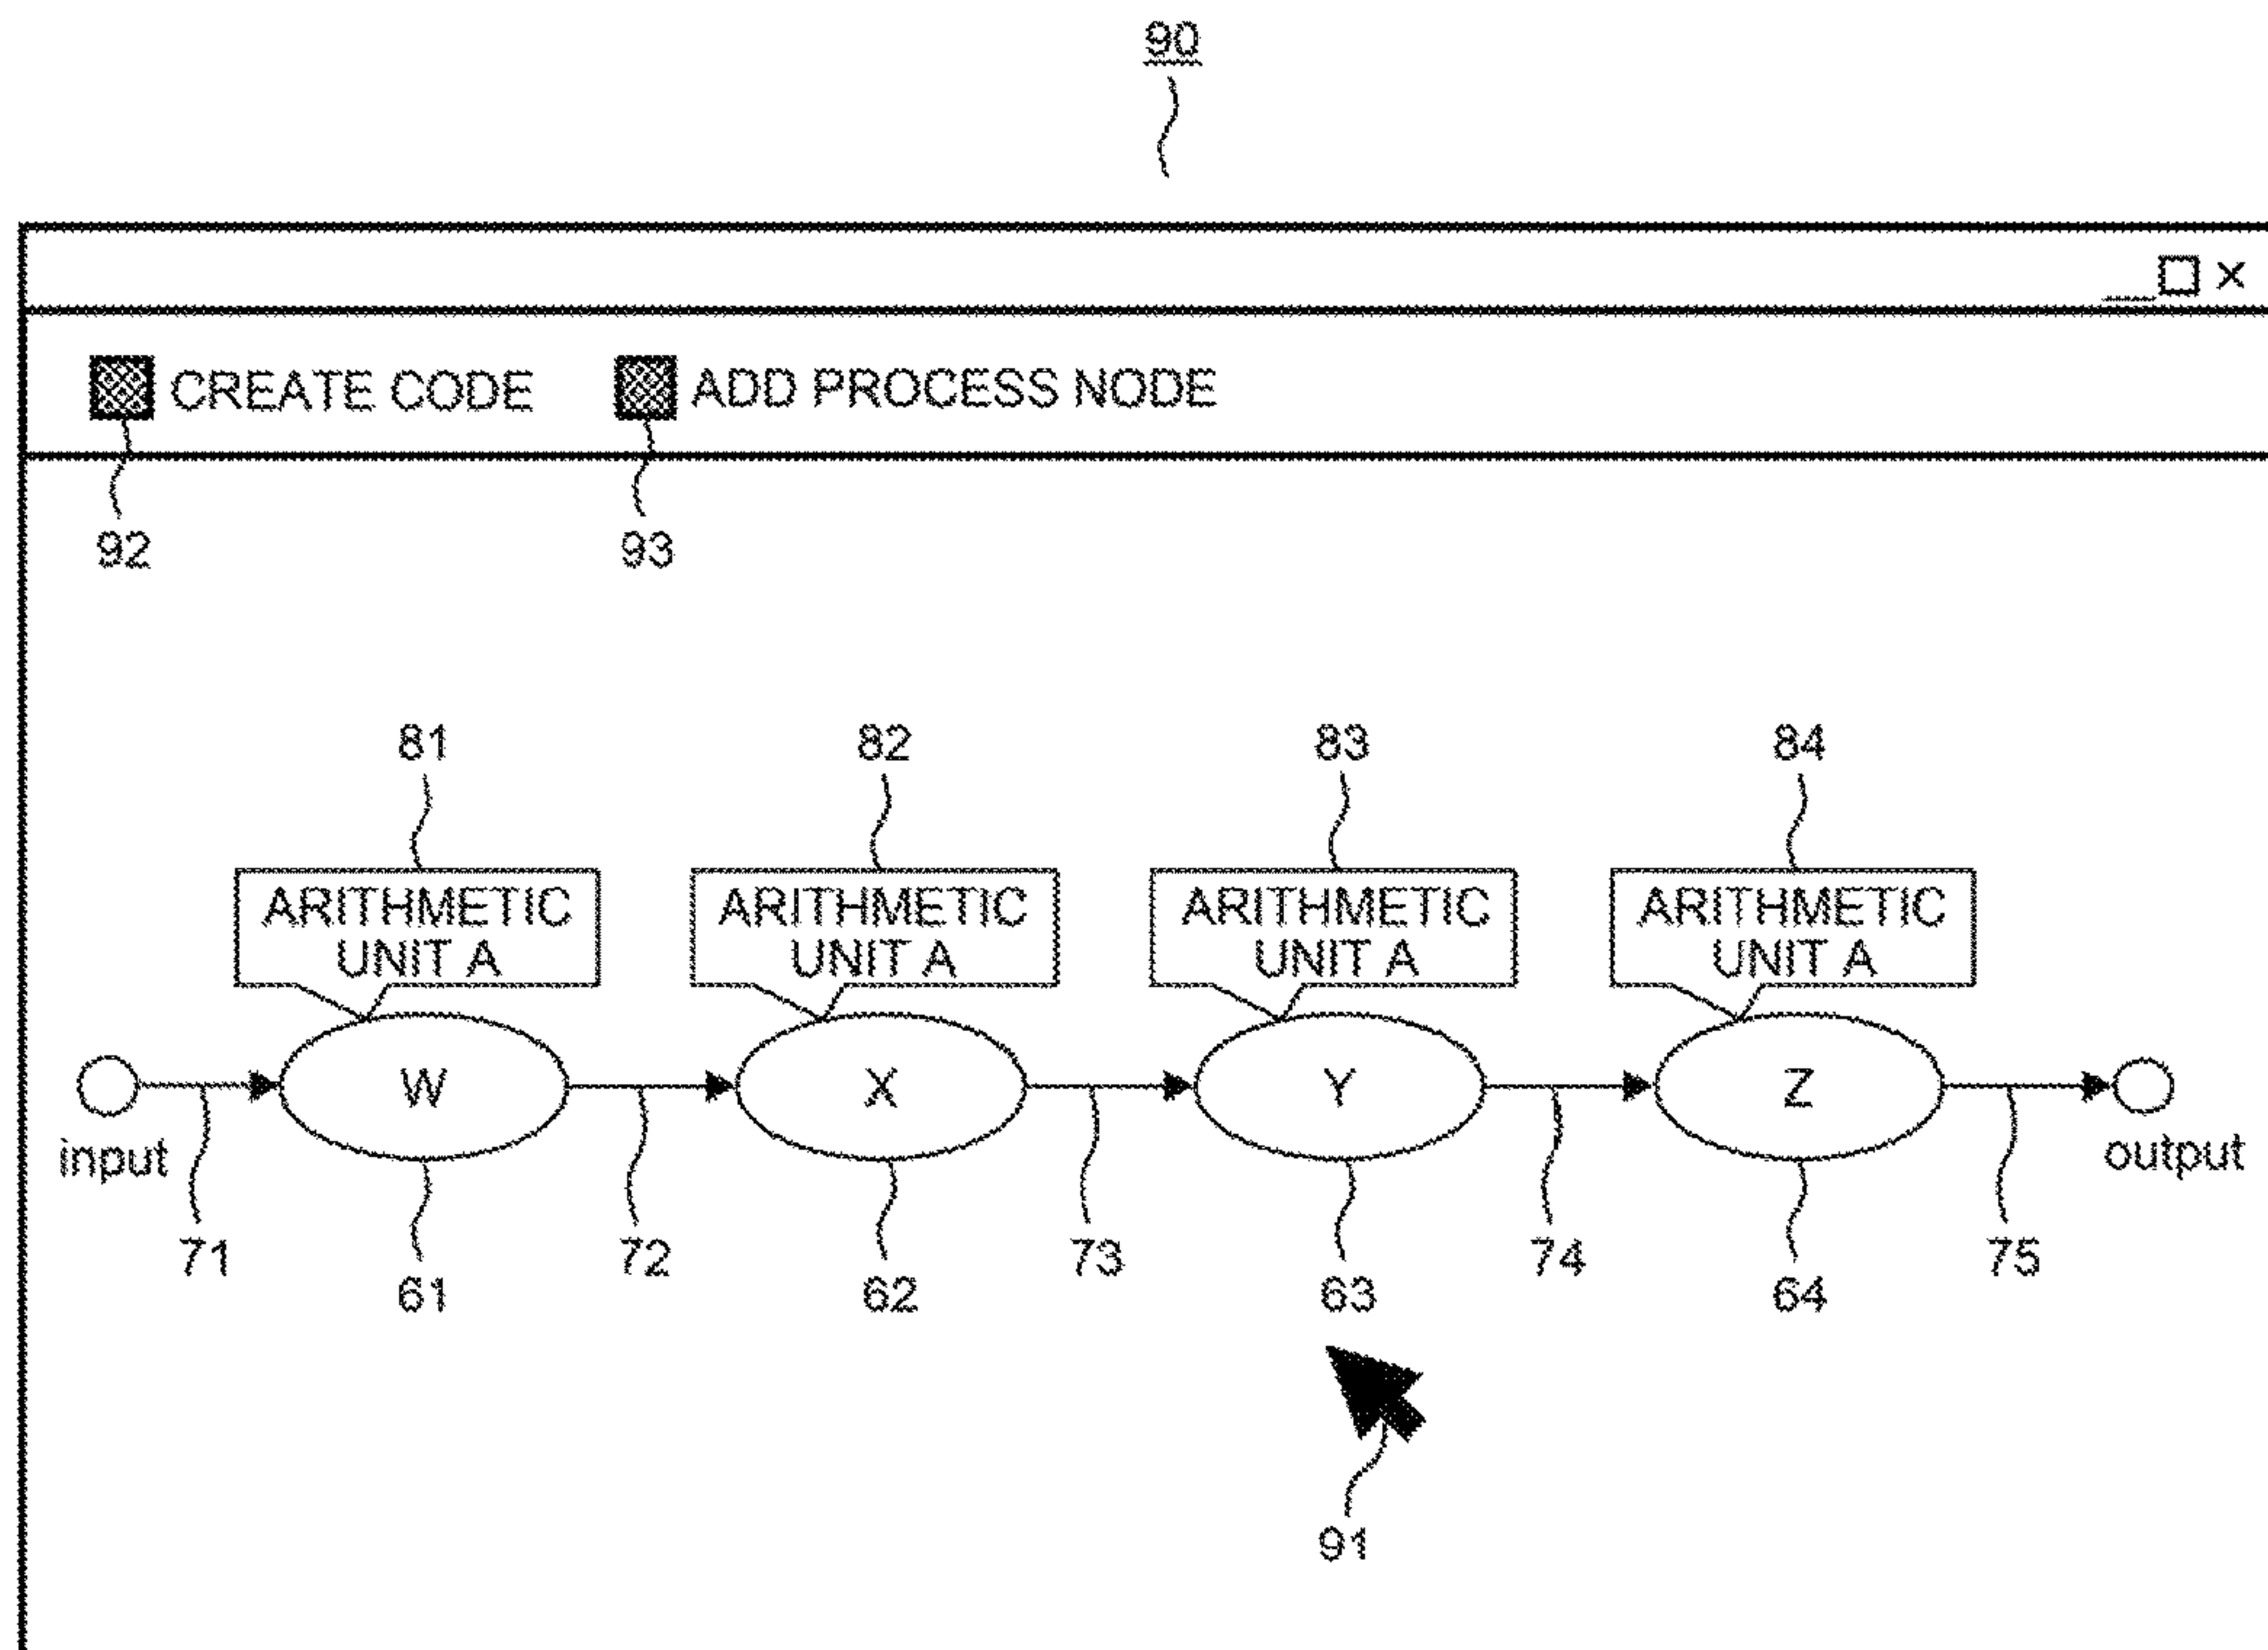 90
_ □ ×
CREATE CODE ADD PROCESS NODE
92 93
81 82 83 84
ARITHMETIC UNIT A
ARITHMETIC UNIT A
ARITHMETIC UNIT A
ARITHMETIC UNIT A
W X Y Z
input output
71 72 73 74 75
61 62 63 64
91